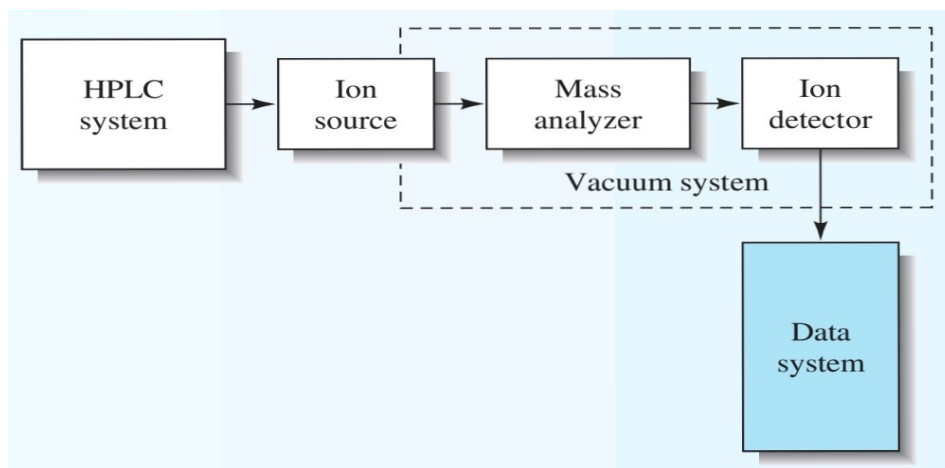 HPLC
system
Ion
source
Mass
analyzer
Ion
detector
Vacuum system
Data
system